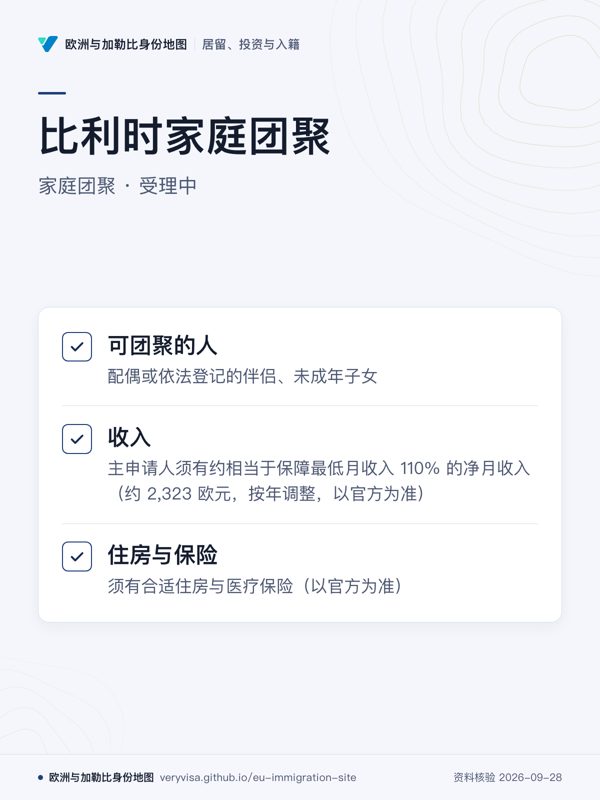 欧洲与加勒比身份地图 | 居留、投资与入籍
比利时家庭团聚
家庭团聚 · 受理中
可团聚的人
配偶或依法登记的伴侣、未成年子女
收入
主申请人须有约相当于保障最低月收入 110% 的净月收入
（约 2,323 欧元，按年调整，以官方为准）
住房与保险
须有合适住房与医疗保险（以官方为准）
欧洲与加勒比身份地图 veryvisa.github.io/eu-immigration-site 资料核验 2026-09-28